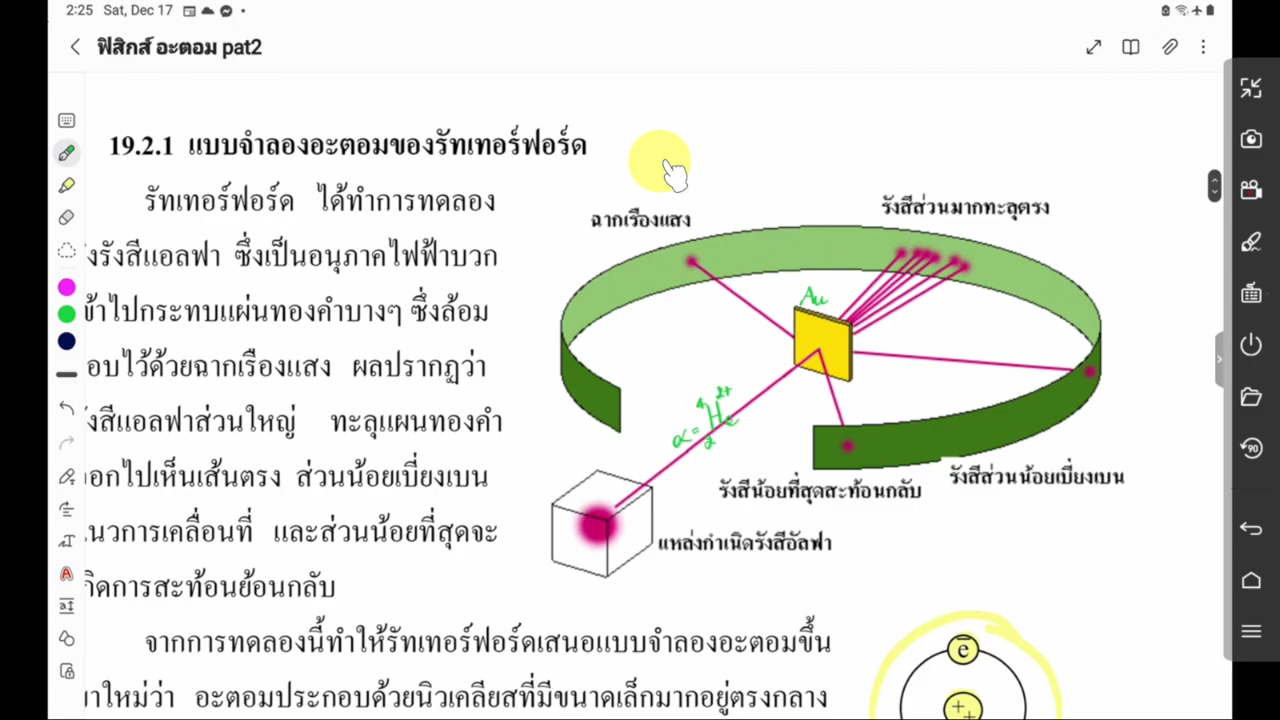 2:25 Sat, Dec 17
ฟิสิกส์ อะตอม pat2
19.2.1 แบบจำลองอะตอมของรัทเทอร์ฟอร์ด
รัทเทอร์ฟอร์ด ได้ทำการทดลอง
งรังสีแอลฟา ซึ่งเป็นอนุภาคไฟฟ้าบวก
ข้าไปกระทบแผ่นทองคำบางๆ ซึ่งล้อม
อบไว้ด้วยฉากเรืองแสง ผลปรากฏว่า
งสีแอลฟาส่วนใหญ่ ทะลุแผนทองคำ
ออกไปเห็นเส้นตรง ส่วนน้อยเบี่ยงเบน
นวการเคลื่อนที่ และส่วนน้อยที่สุดจะ
กิดการสะท้อนย้อนกลับ
ฉากเรืองแสง
รังสีส่วนมากทะลุตรง
Au
α = ⁴₂He²⁺
รังสีน้อยที่สุดสะท้อนกลับ
รังสีส่วนน้อยเบี่ยงเบน
แหล่งกำเนิดรังสีอัลฟา
จากการทดลองนี้ทำให้รัทเทอร์ฟอร์ดเสนอแบบจำลองอะตอมขึ้น
มาใหม่ว่า อะตอมประกอบด้วยนิวเคลียสที่มีขนาดเล็กมากอยู่ตรงกลาง
e
++
90